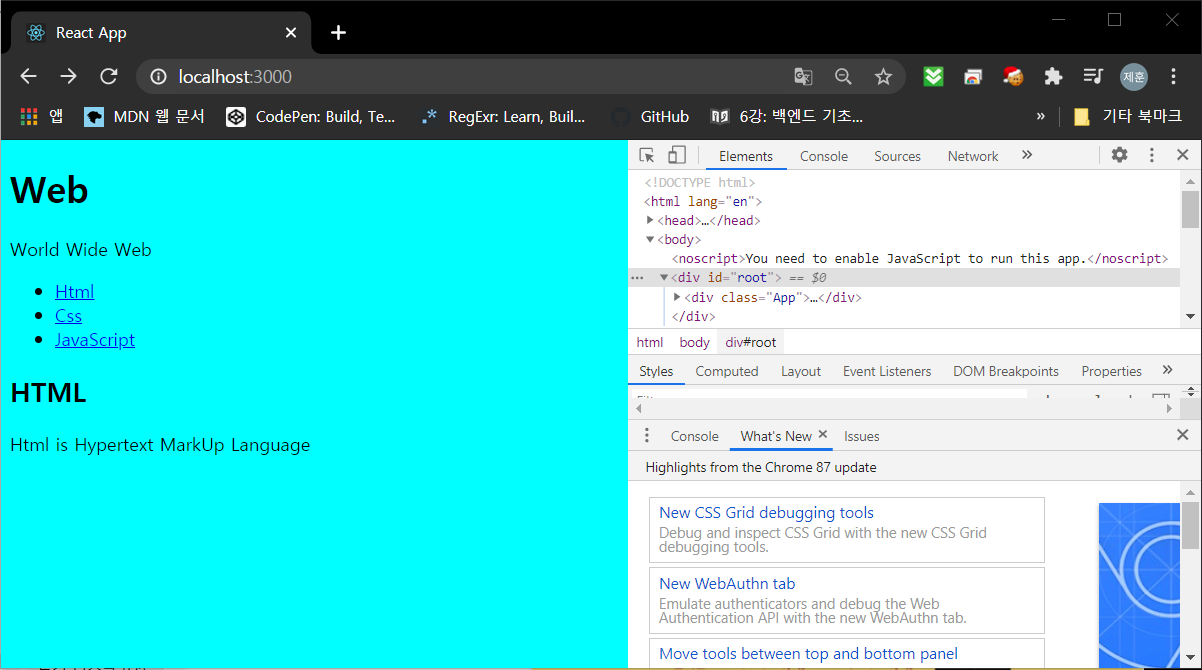 React App
localhost:3000
제훈
앱 MDN 웹 문서 CodePen: Build, Te... RegExr: Learn, Buil... GitHub 6강: 백엔드 기초... » 기타 북마크
Web
World Wide Web
Html
Css
JavaScript
HTML
Html is Hypertext MarkUp Language
Elements Console Sources Network »
<!DOCTYPE html>
<html lang="en">
<head>…</head>
<body>
<noscript>You need to enable JavaScript to run this app.</noscript>
<div id="root"> == $0
<div class="App">…</div>
</div>
html body div#root
Styles Computed Layout Event Listeners DOM Breakpoints Properties »
Console What's New Issues
Highlights from the Chrome 87 update
New CSS Grid debugging tools
Debug and inspect CSS Grid with the new CSS Grid
debugging tools.
New WebAuthn tab
Emulate authenticators and debug the Web
Authentication API with the new WebAuthn tab.
Move tools between top and bottom panel